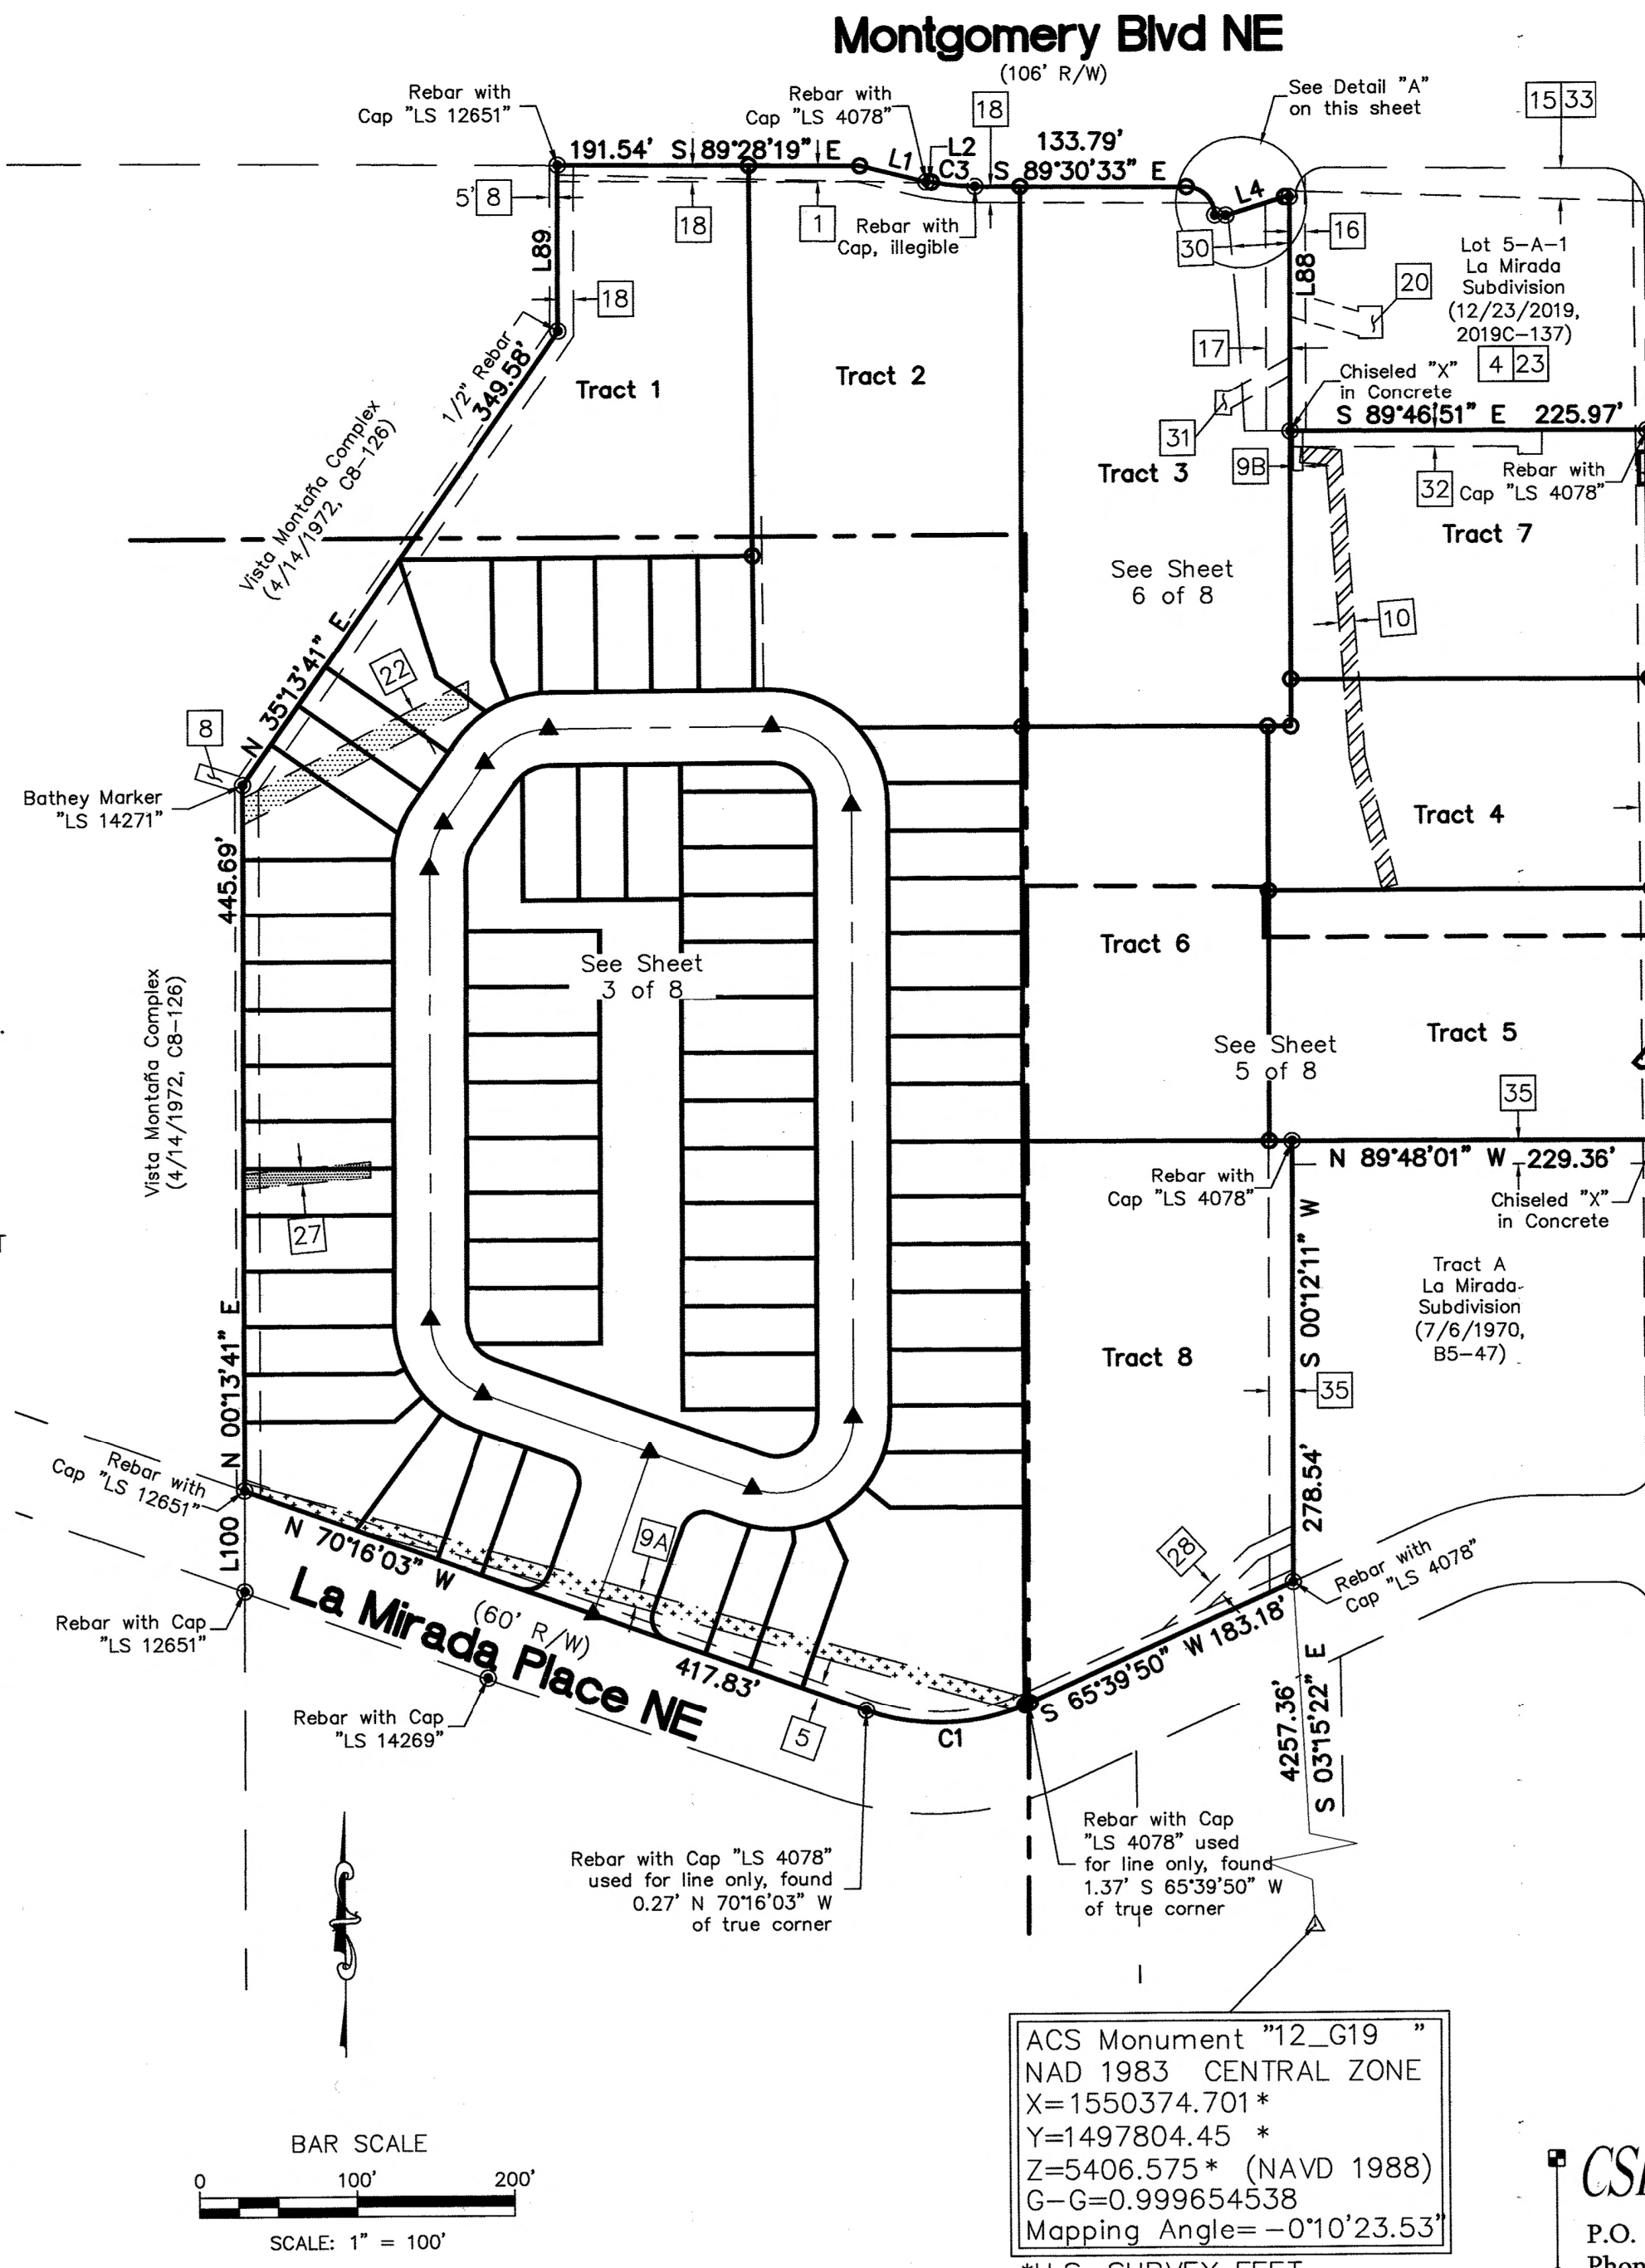 Montgomery Blvd NE
(106' R/W)
Rebar with
Cap "LS 12651"
Rebar with
Cap "LS 4078"
18
See Detail "A"
on this sheet
15 33
191.54' S 89°28'19" E
L1
L2
C3
133.79'
S 89°30'33" E
L4
5' 8
18
1
Rebar with
Cap, illegible
30
16
L89
18
L88
20
Lot 5-A-1
La Mirada
Subdivision
(12/23/2019,
2019C-137)
4 23
17
1/2" Rebar
349.58'
Tract 1
Tract 2
Chiseled "X"
in Concrete
S 89°46'51" E 225.97'
31
Tract 3
9B
32
Rebar with
Cap "LS 4078"
Tract 7
Vista Montaña Complex
(4/14/1972, C8-126)
See Sheet
6 of 8
10
N 35°13'41" E
22
8
Bathey Marker
"LS 14271"
Tract 4
445.69'
Tract 6
See Sheet
3 of 8
Vista Montaña Complex
(4/14/1972, C8-126)
Tract 5
See Sheet
5 of 8
35
N 89°48'01" W 229.36'
Rebar with
Cap "LS 4078"
Chiseled "X"
in Concrete
27
S 00°12'11" W
Tract A
La Mirada
Subdivision
(7/6/1970,
B5-47)
N 00°13'41" E
Tract 8
35
278.54'
Rebar with
Cap "LS 12651"
L100
N 70°16'03" W
9A
28
Rebar with
Cap "LS 4078"
La Mirada Place NE
(60' R/W)
Rebar with Cap
"LS 12651"
417.83'
S 65°39'50" W 183.18'
Rebar with Cap
"LS 14269"
5
C1
4257.36'
S 03°15'22" E
Rebar with Cap "LS 4078"
used for line only, found
0.27' N 70°16'03" W
of true corner
Rebar with Cap
"LS 4078" used
for line only, found
1.37' S 65°39'50" W
of true corner
ACS Monument "12_G19 "
NAD 1983 CENTRAL ZONE
X=1550374.701*
Y=1497804.45 *
Z=5406.575* (NAVD 1988)
G-G=0.999654538
Mapping Angle= -0°10'23.53"
*U.S. SURVEY FEET
BAR SCALE
0 100' 200'
SCALE: 1" = 100'
P.O.